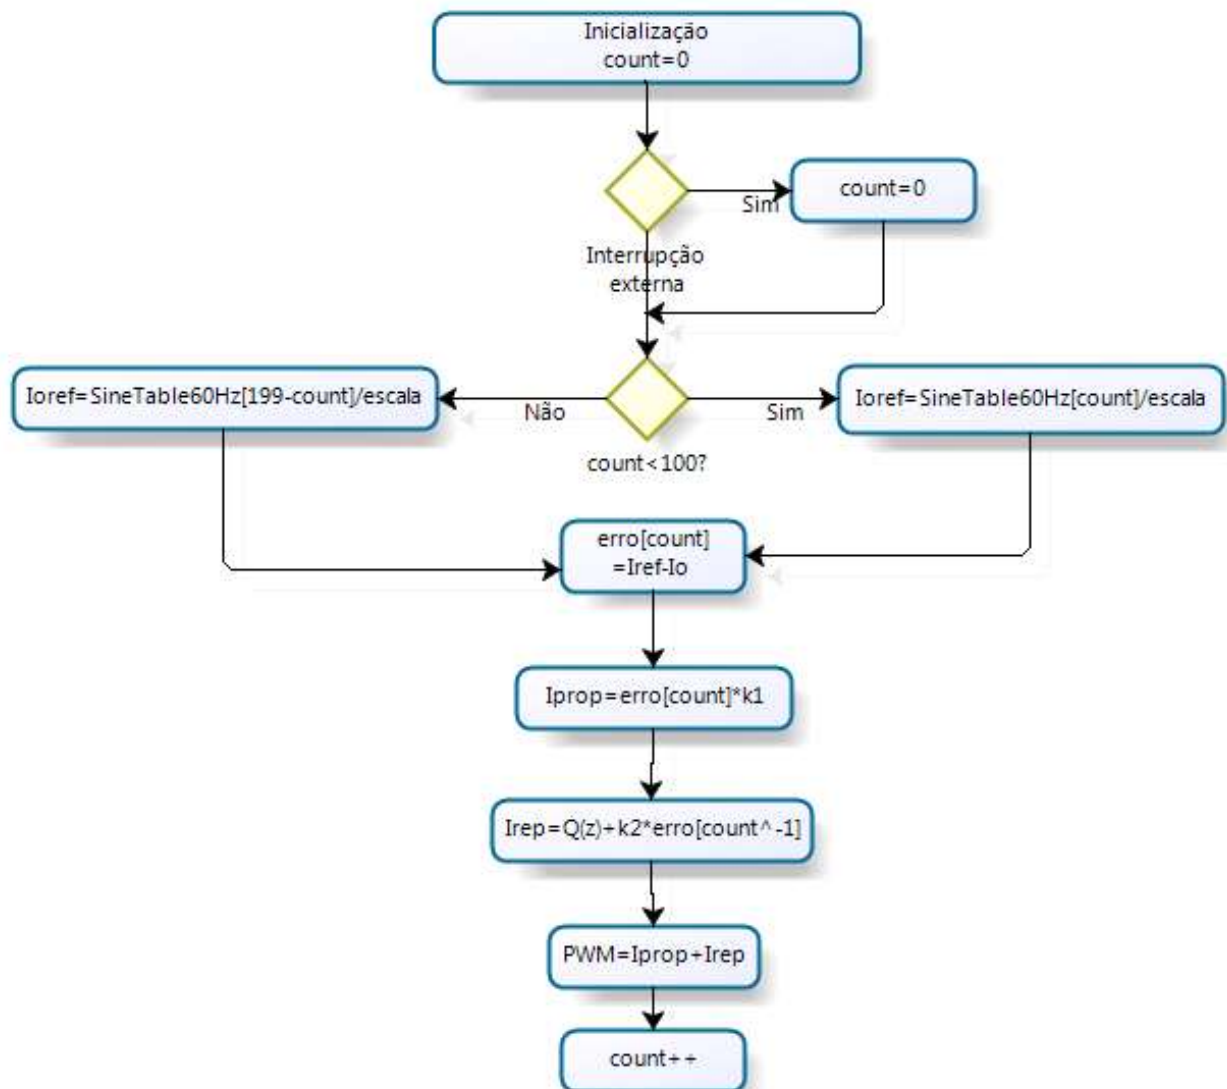 Inicialização
count=0
Sim
count=0
Interrupção
externa
Ioref=SineTable60Hz[199-count]/escala
Não
Sim
Ioref=SineTable60Hz[count]/escala
count<100?
erro[count]
=Iref-Io
Iprop=erro[count]*k1
Irep=Q(z)+k2*erro[count^-1]
PWM=Iprop+Irep
count++